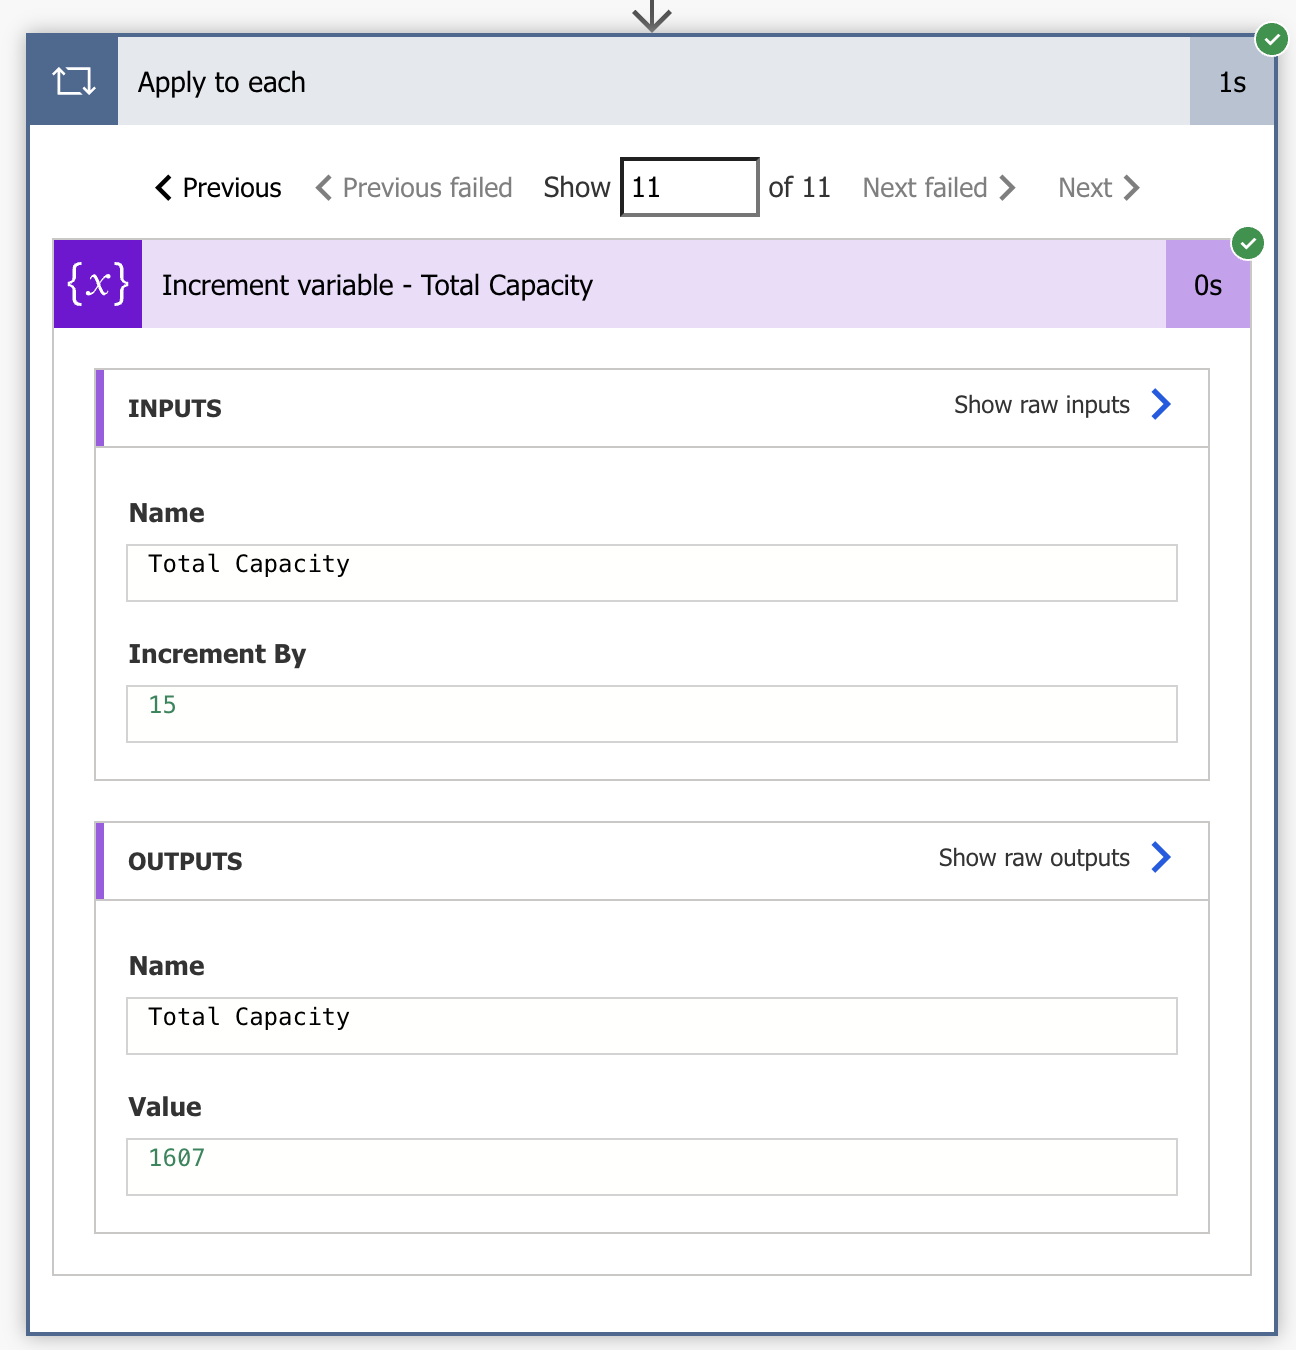 Apply to each 1s
Previous Previous failed Show 11 of 11 Next failed Next
{x} Increment variable - Total Capacity 0s
INPUTS Show raw inputs
Name
Total Capacity
Increment By
15
OUTPUTS Show raw outputs
Name
Total Capacity
Value
1607